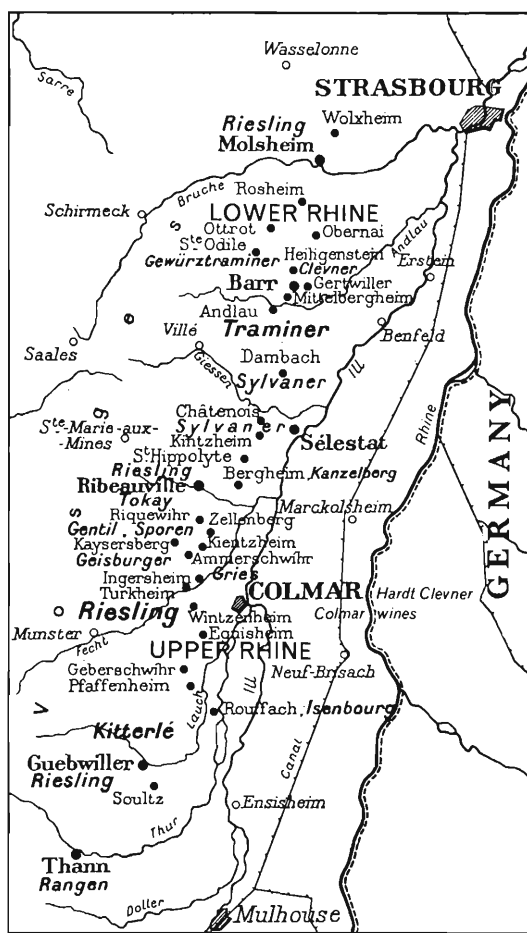 Wasselonne
Sarre
STRASBOURG
Wolxheim
Riesling
Molsheim
Bruche
Rosheim
Schirmeck
LOWER RHINE
Ottrot
Obernai
Ste Odile
Andlau
Gewürztraminer
Heiligenstein
Clevner
Erstein
Barr
Gertwiller
Mittelbergheim
Andlau
Traminer
Villé
Benfeld
Saales
Giessen
Dambach
Ill
Sylvaner
Châtenois
Ste-Marie-aux-
-Mines
Sylvaner
Kintzheim
Sélestat
Rhine
St Hippolyte
Riesling
Bergheim, Kanzelberg
Ribeauville
Tokay
Riquewihr
Zellenberg
Marckolsheim
Gentil, Sporen
Kaysersberg
Kientzheim
Geisburger
Ammerschwihr
GERMANY
Ingersheim
Gries
Turkheim
COLMAR
Hardt Clevner
Riesling
Colmar wines
Wintzenheim
Munster
Fecht
Egnisheim
UPPER RHINE
Geberschwihr
Neuf-Brisach
Pfaffenheim
Ill
Lauch
Rouffach, Isenbourg
Kitterlé
Canal
Guebwiller
Riesling
Soultz
Ensisheim
Thur
Thann
Rangen
Doller
Mulhouse
V o s g e s